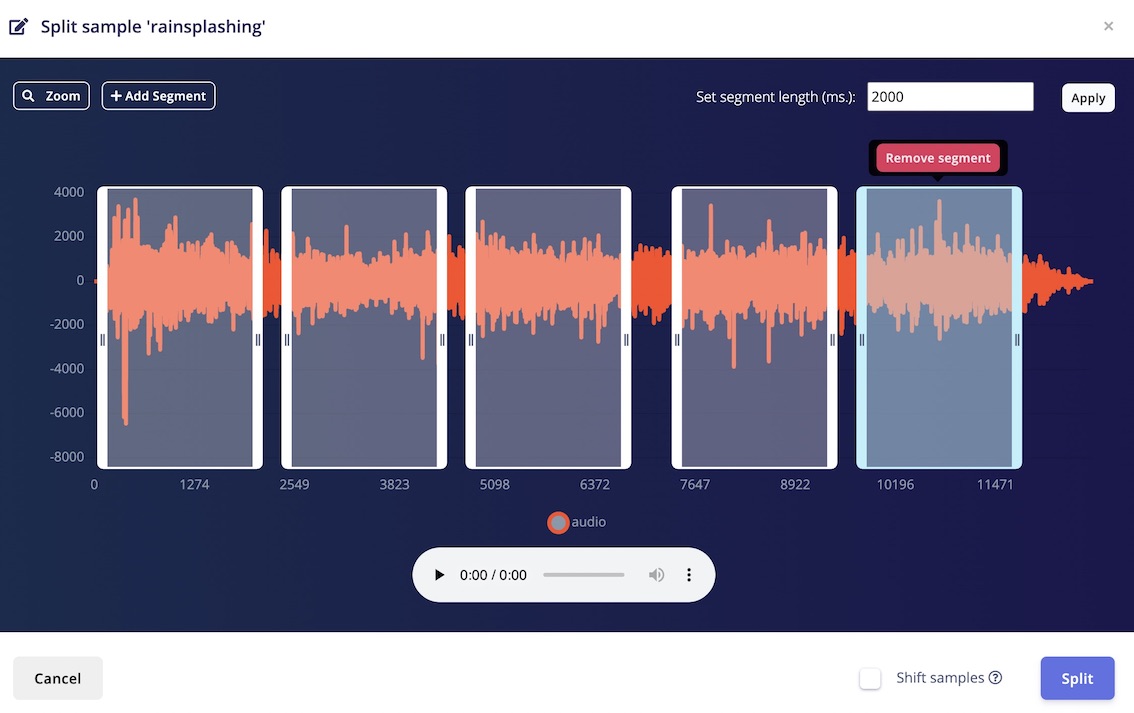 Split sample 'rainsplashing'
×
Zoom
+ Add Segment
Set segment length (ms.):
2000
Apply
Remove segment
4000
2000
0
-2000
-4000
-6000
-8000
0 1274 2549 3823 5098 6372 7647 8922 10196 11471
audio
0:00 / 0:00
Cancel
Shift samples ?
Split